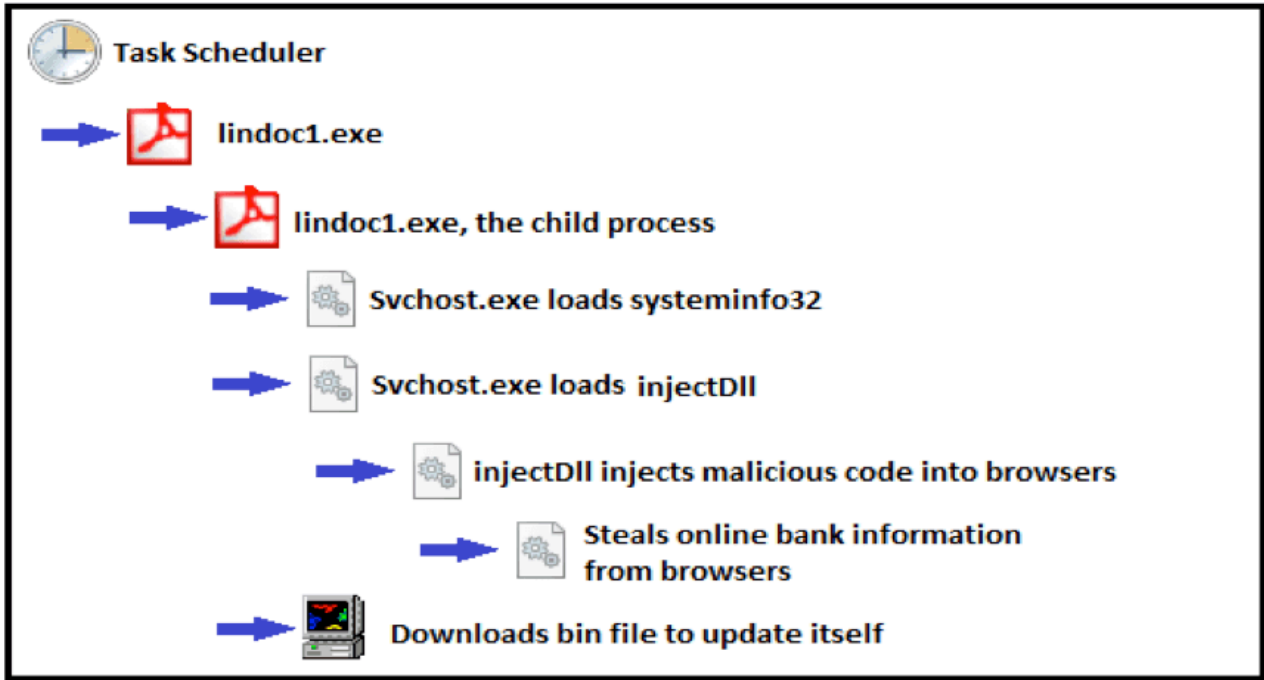 Task Scheduler
lindoc1.exe
lindoc1.exe, the child process
Svchost.exe loads systeminfo32
Svchost.exe loads injectDll
injectDll injects malicious code into browsers
Steals online bank information
from browsers
Downloads bin file to update itself